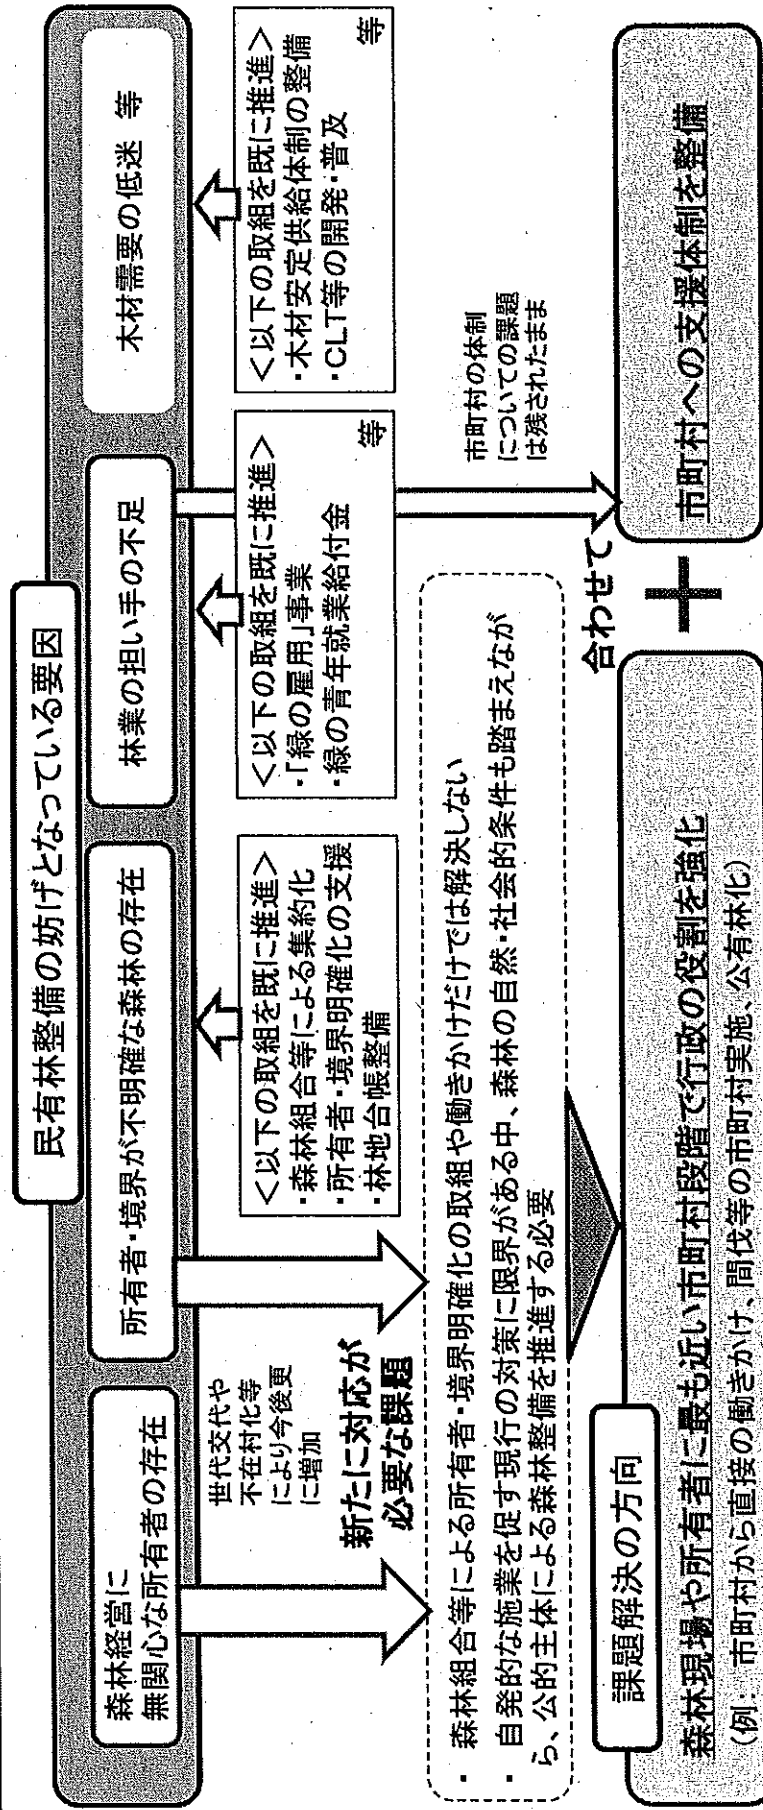 民有林整備の妨げとなっている要因
森林経営に
無関心な所有者の存在
所有者・境界が不明確な森林の存在
林業の担い手の不足
木材需要の低迷 等
世代交代や
不在村化等
により今後更
に増加
新たに対応が
必要な課題
<以下の取組を既に推進>
・森林組合等による集約化
・所有者・境界明確化の支援
・林地台帳整備
<以下の取組を既に推進>
・「緑の雇用」事業
・緑の青年就業給付金
等
<以下の取組を既に推進>
・木材安定供給体制の整備
・CLT等の開発・普及
等
・ 森林組合等による所有者・境界明確化の取組や働きかけだけでは解決しない
・ 自発的な施業を促す現行の対策に限界がある中、森林の自然・社会的条件も踏まえなが
ら、公的主体による森林整備を推進する必要
市町村の体制
についての課題
は残されたまま
課題解決の方向
森林現場や所有者に最も近い市町村段階で行政の役割を強化
(例: 市町村から直接の働きかけ、間伐等の市町村実施、公有林化)
合わせて
+
市町村への支援体制を整備